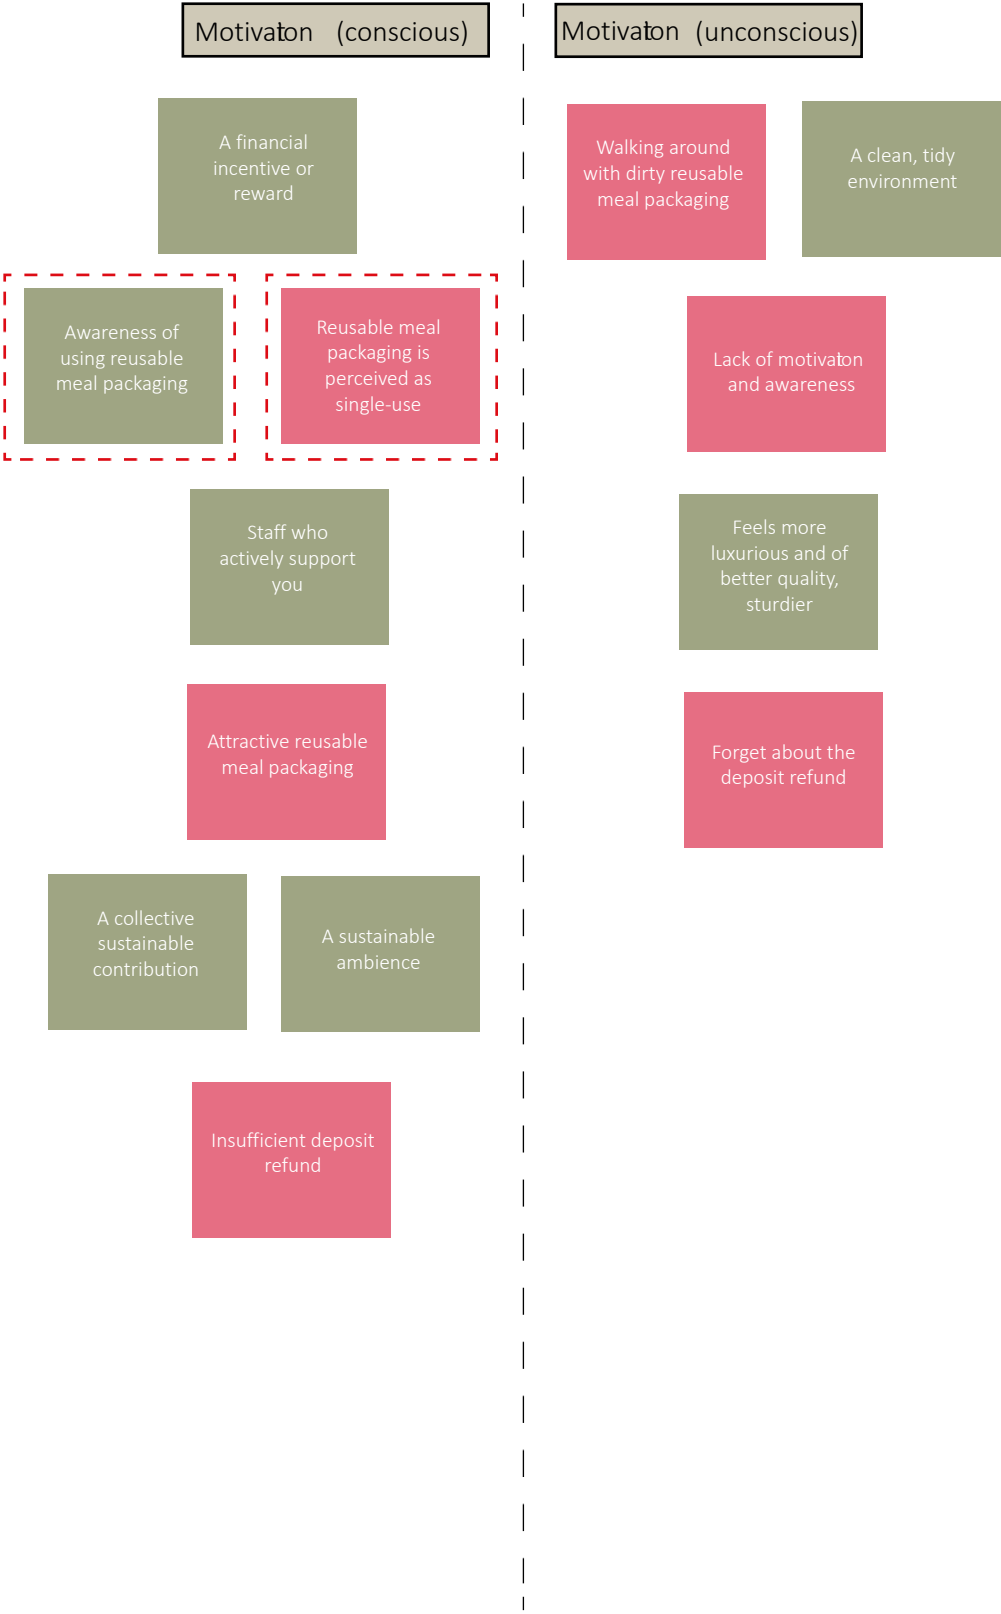 Motivaton (conscious)
A financial
incentive or
reward
Awareness of
using reusable
meal packaging
Reusable meal
packaging is
perceived as
single-use
Staff who
actively support
you
Attractive reusable
meal packaging
A collective
sustainable
contribution
A sustainable
ambience
Insufficient deposit
refund
Motivaton (unconscious)
Walking around
with dirty reusable
meal packaging
A clean, tidy
environment
Lack of motivaton
and awareness
Feels more
luxurious and of
better quality,
sturdier
Forget about the
deposit refund